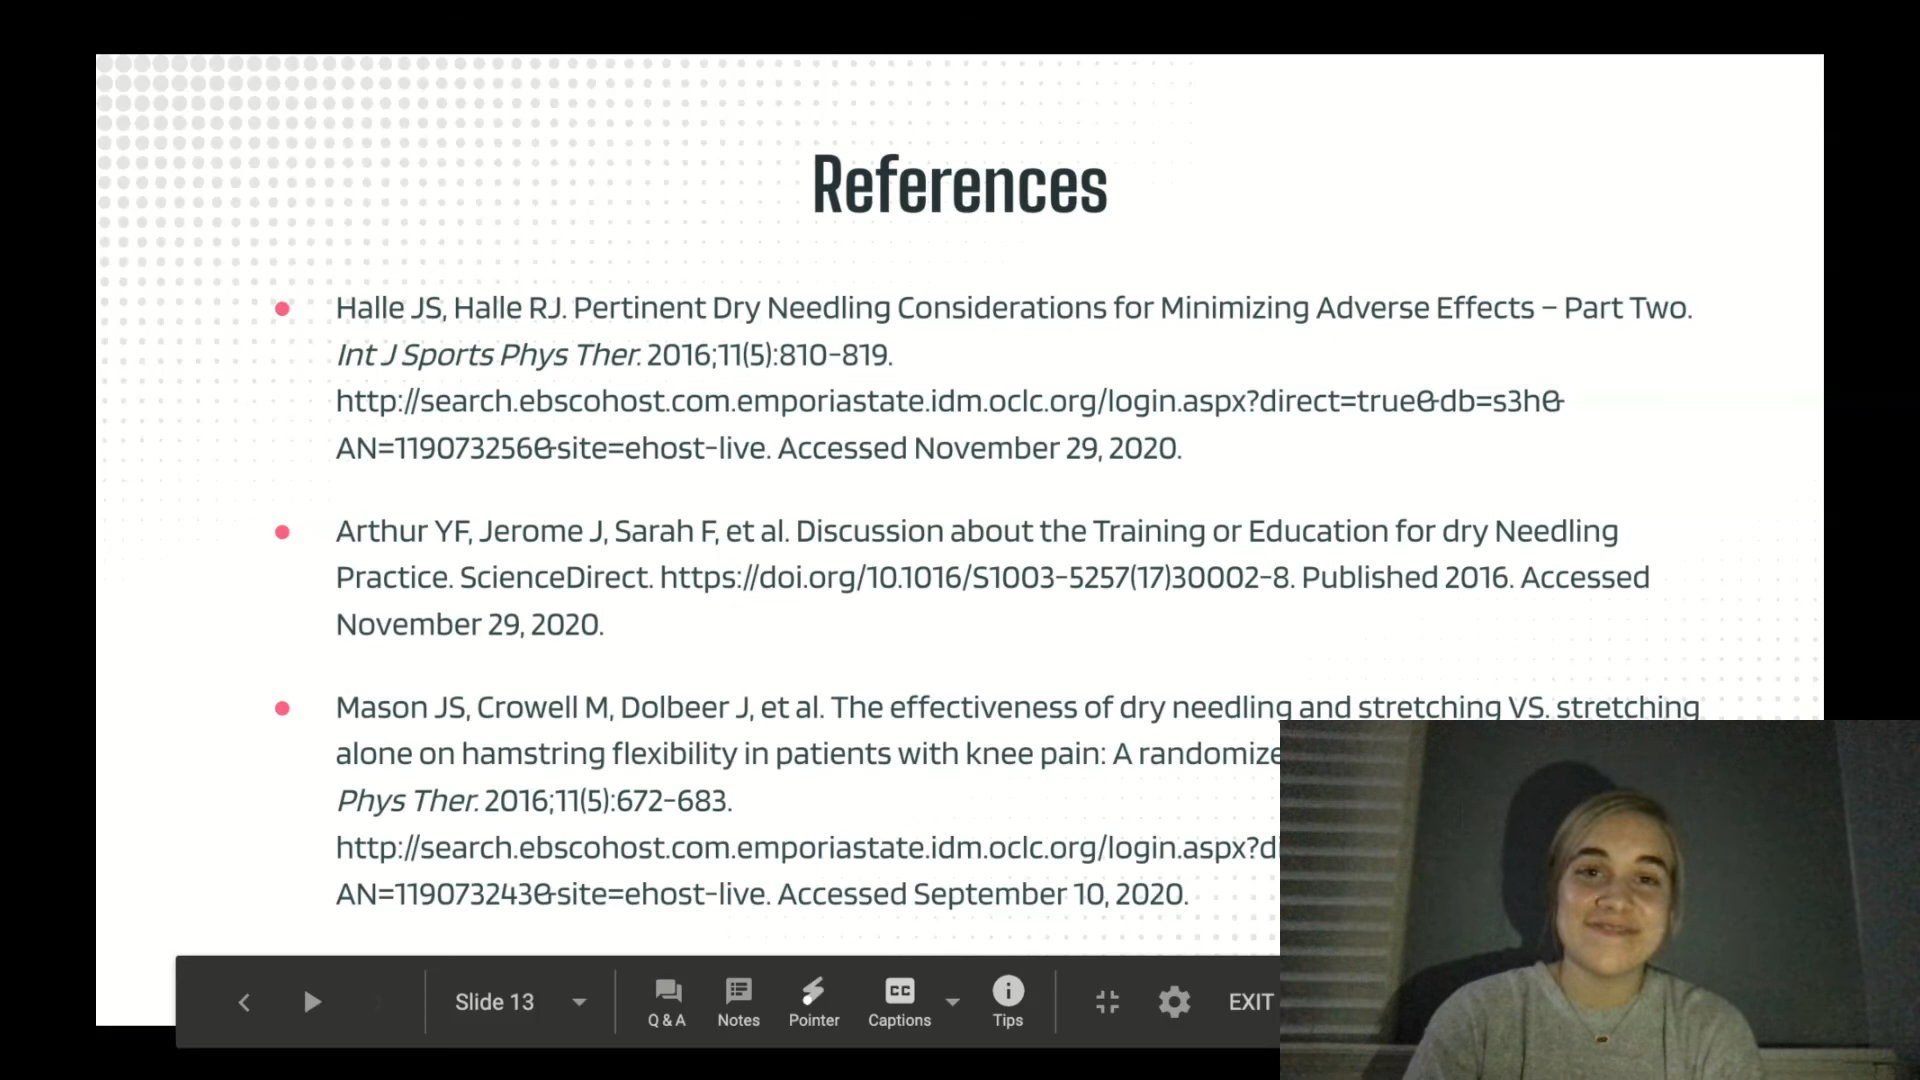 References
Halle JS, Halle RJ. Pertinent Dry Needling Considerations for Minimizing Adverse Effects – Part Two.
Int J Sports Phys Ther. 2016;11(5):810-819.
http://search.ebscohost.com.emporiastate.idm.oclc.org/login.aspx?direct=true&db=s3h&
AN=119073256&site=ehost-live. Accessed November 29, 2020.
Arthur YF, Jerome J, Sarah F, et al. Discussion about the Training or Education for dry Needling
Practice. ScienceDirect. https://doi.org/10.1016/S1003-5257(17)30002-8. Published 2016. Accessed
November 29, 2020.
Mason JS, Crowell M, Dolbeer J, et al. The effectiveness of dry needling and stretching VS. stretching
alone on hamstring flexibility in patients with knee pain: A randomize
Phys Ther. 2016;11(5):672-683.
http://search.ebscohost.com.emporiastate.idm.oclc.org/login.aspx?d
AN=119073243&site=ehost-live. Accessed September 10, 2020.
Slide 13
Q & A Notes Pointer CC Captions Tips EXIT